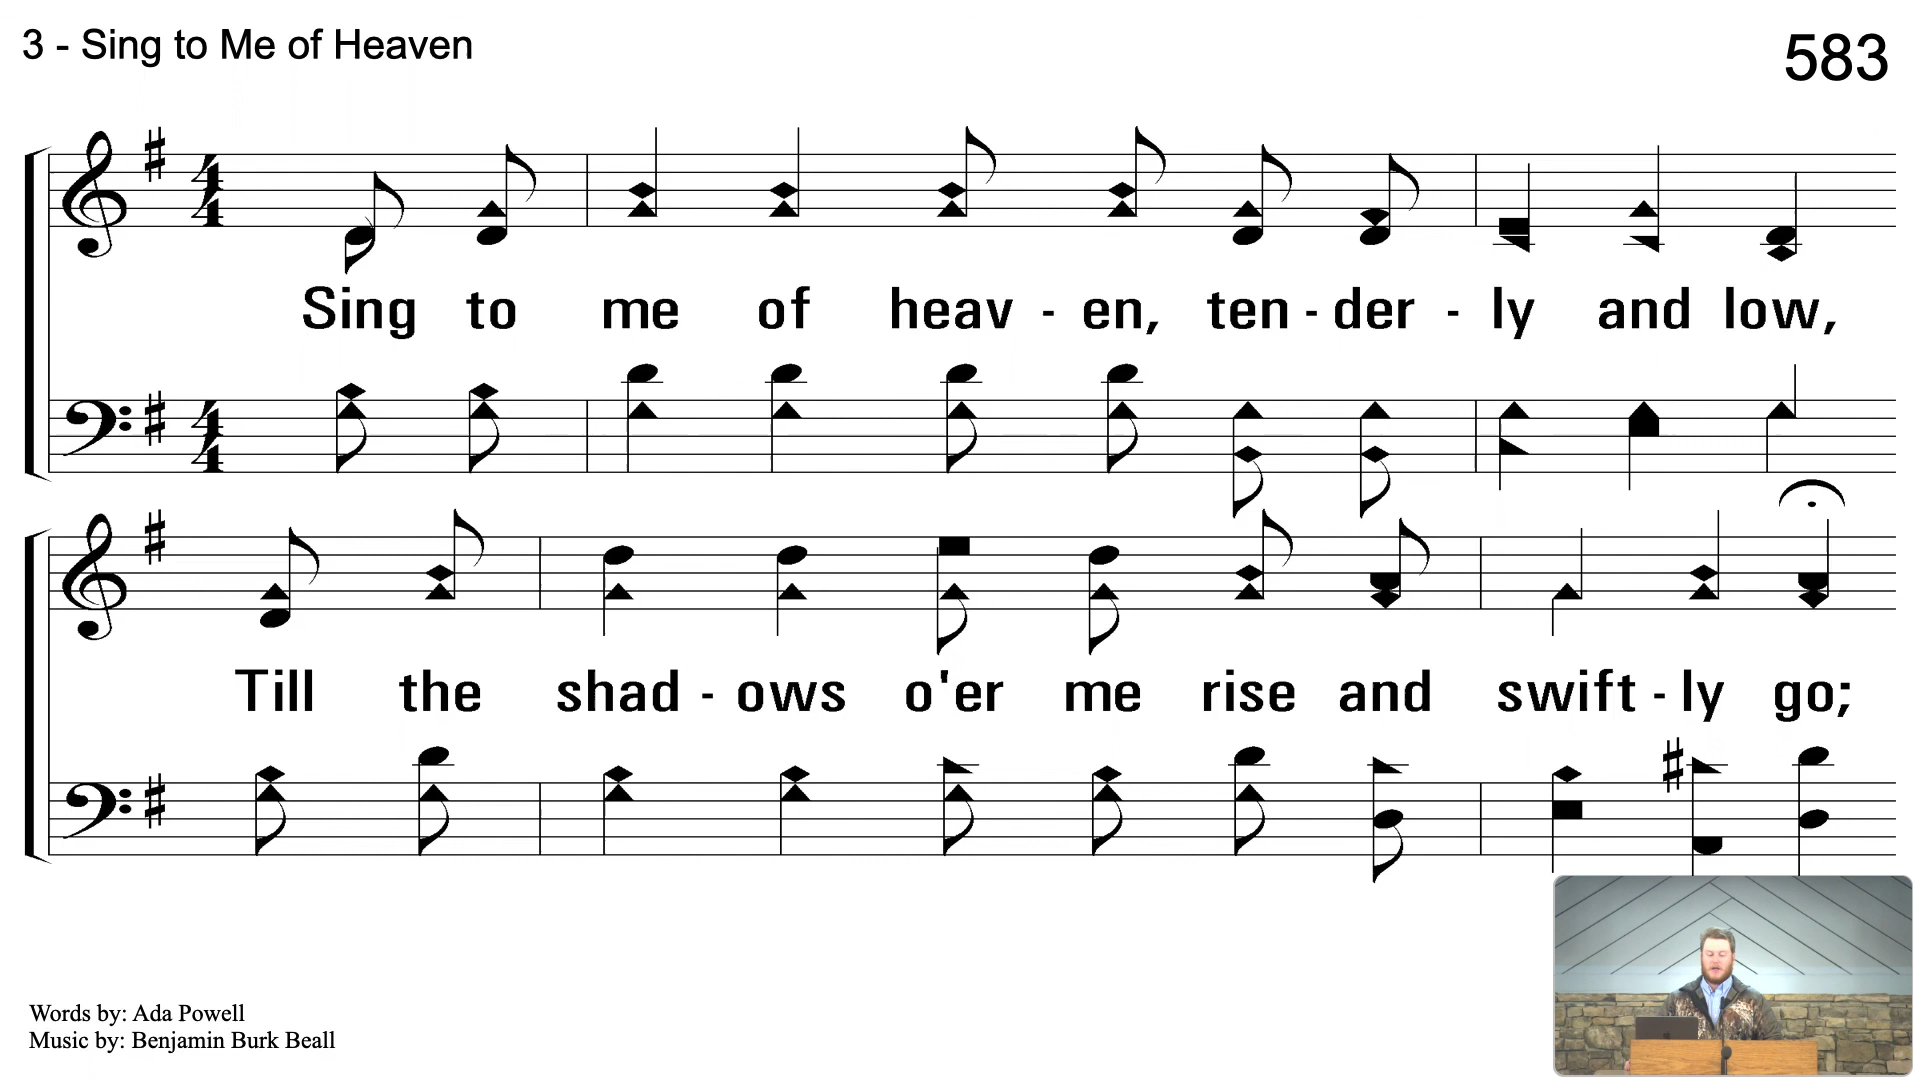 3 - Sing to Me of Heaven
583
Sing to me of heav - en, ten - der - ly and low,
Till the shad - ows o'er me rise and swift - ly go;
Words by: Ada Powell
Music by: Benjamin Burk Beall